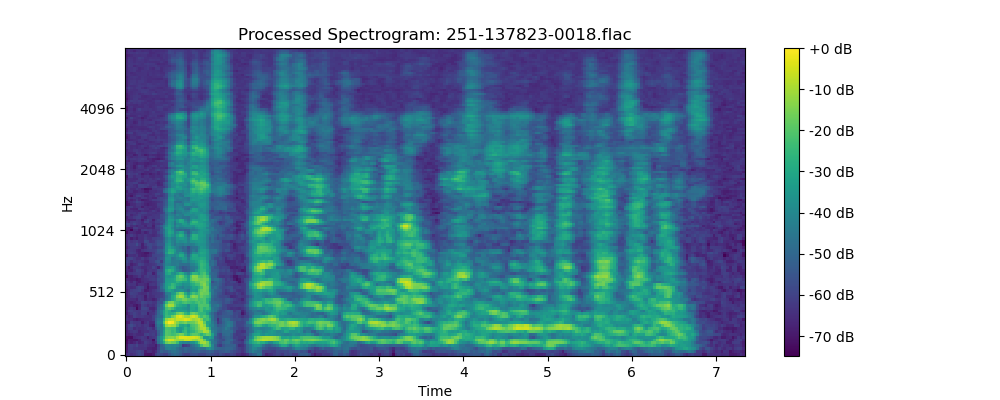 Processed Spectrogram: 251-137823-0018.flac
Hz
4096
2048
1024
512
0
0 1 2 3 4 5 6 7
Time
+0 dB
-10 dB
-20 dB
-30 dB
-40 dB
-50 dB
-60 dB
-70 dB